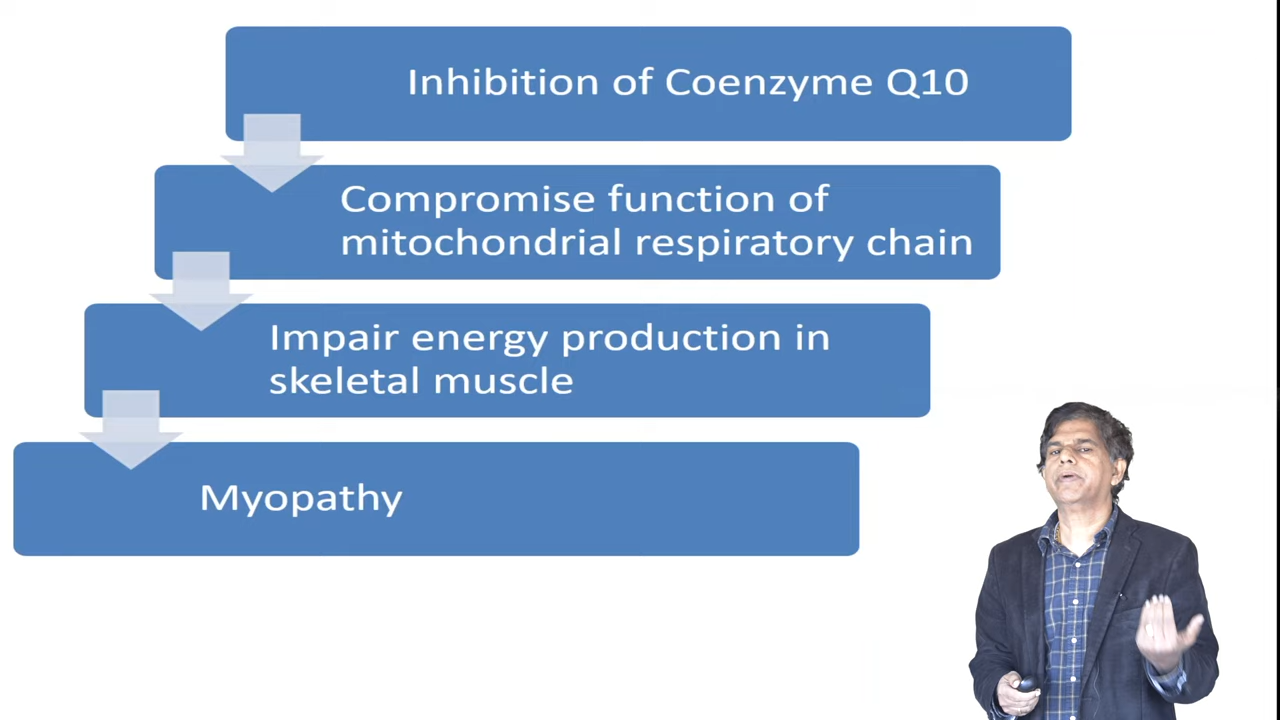 Inhibition of Coenzyme Q10
Compromise function of
mitochondrial respiratory chain
Impair energy production in
skeletal muscle
Myopathy